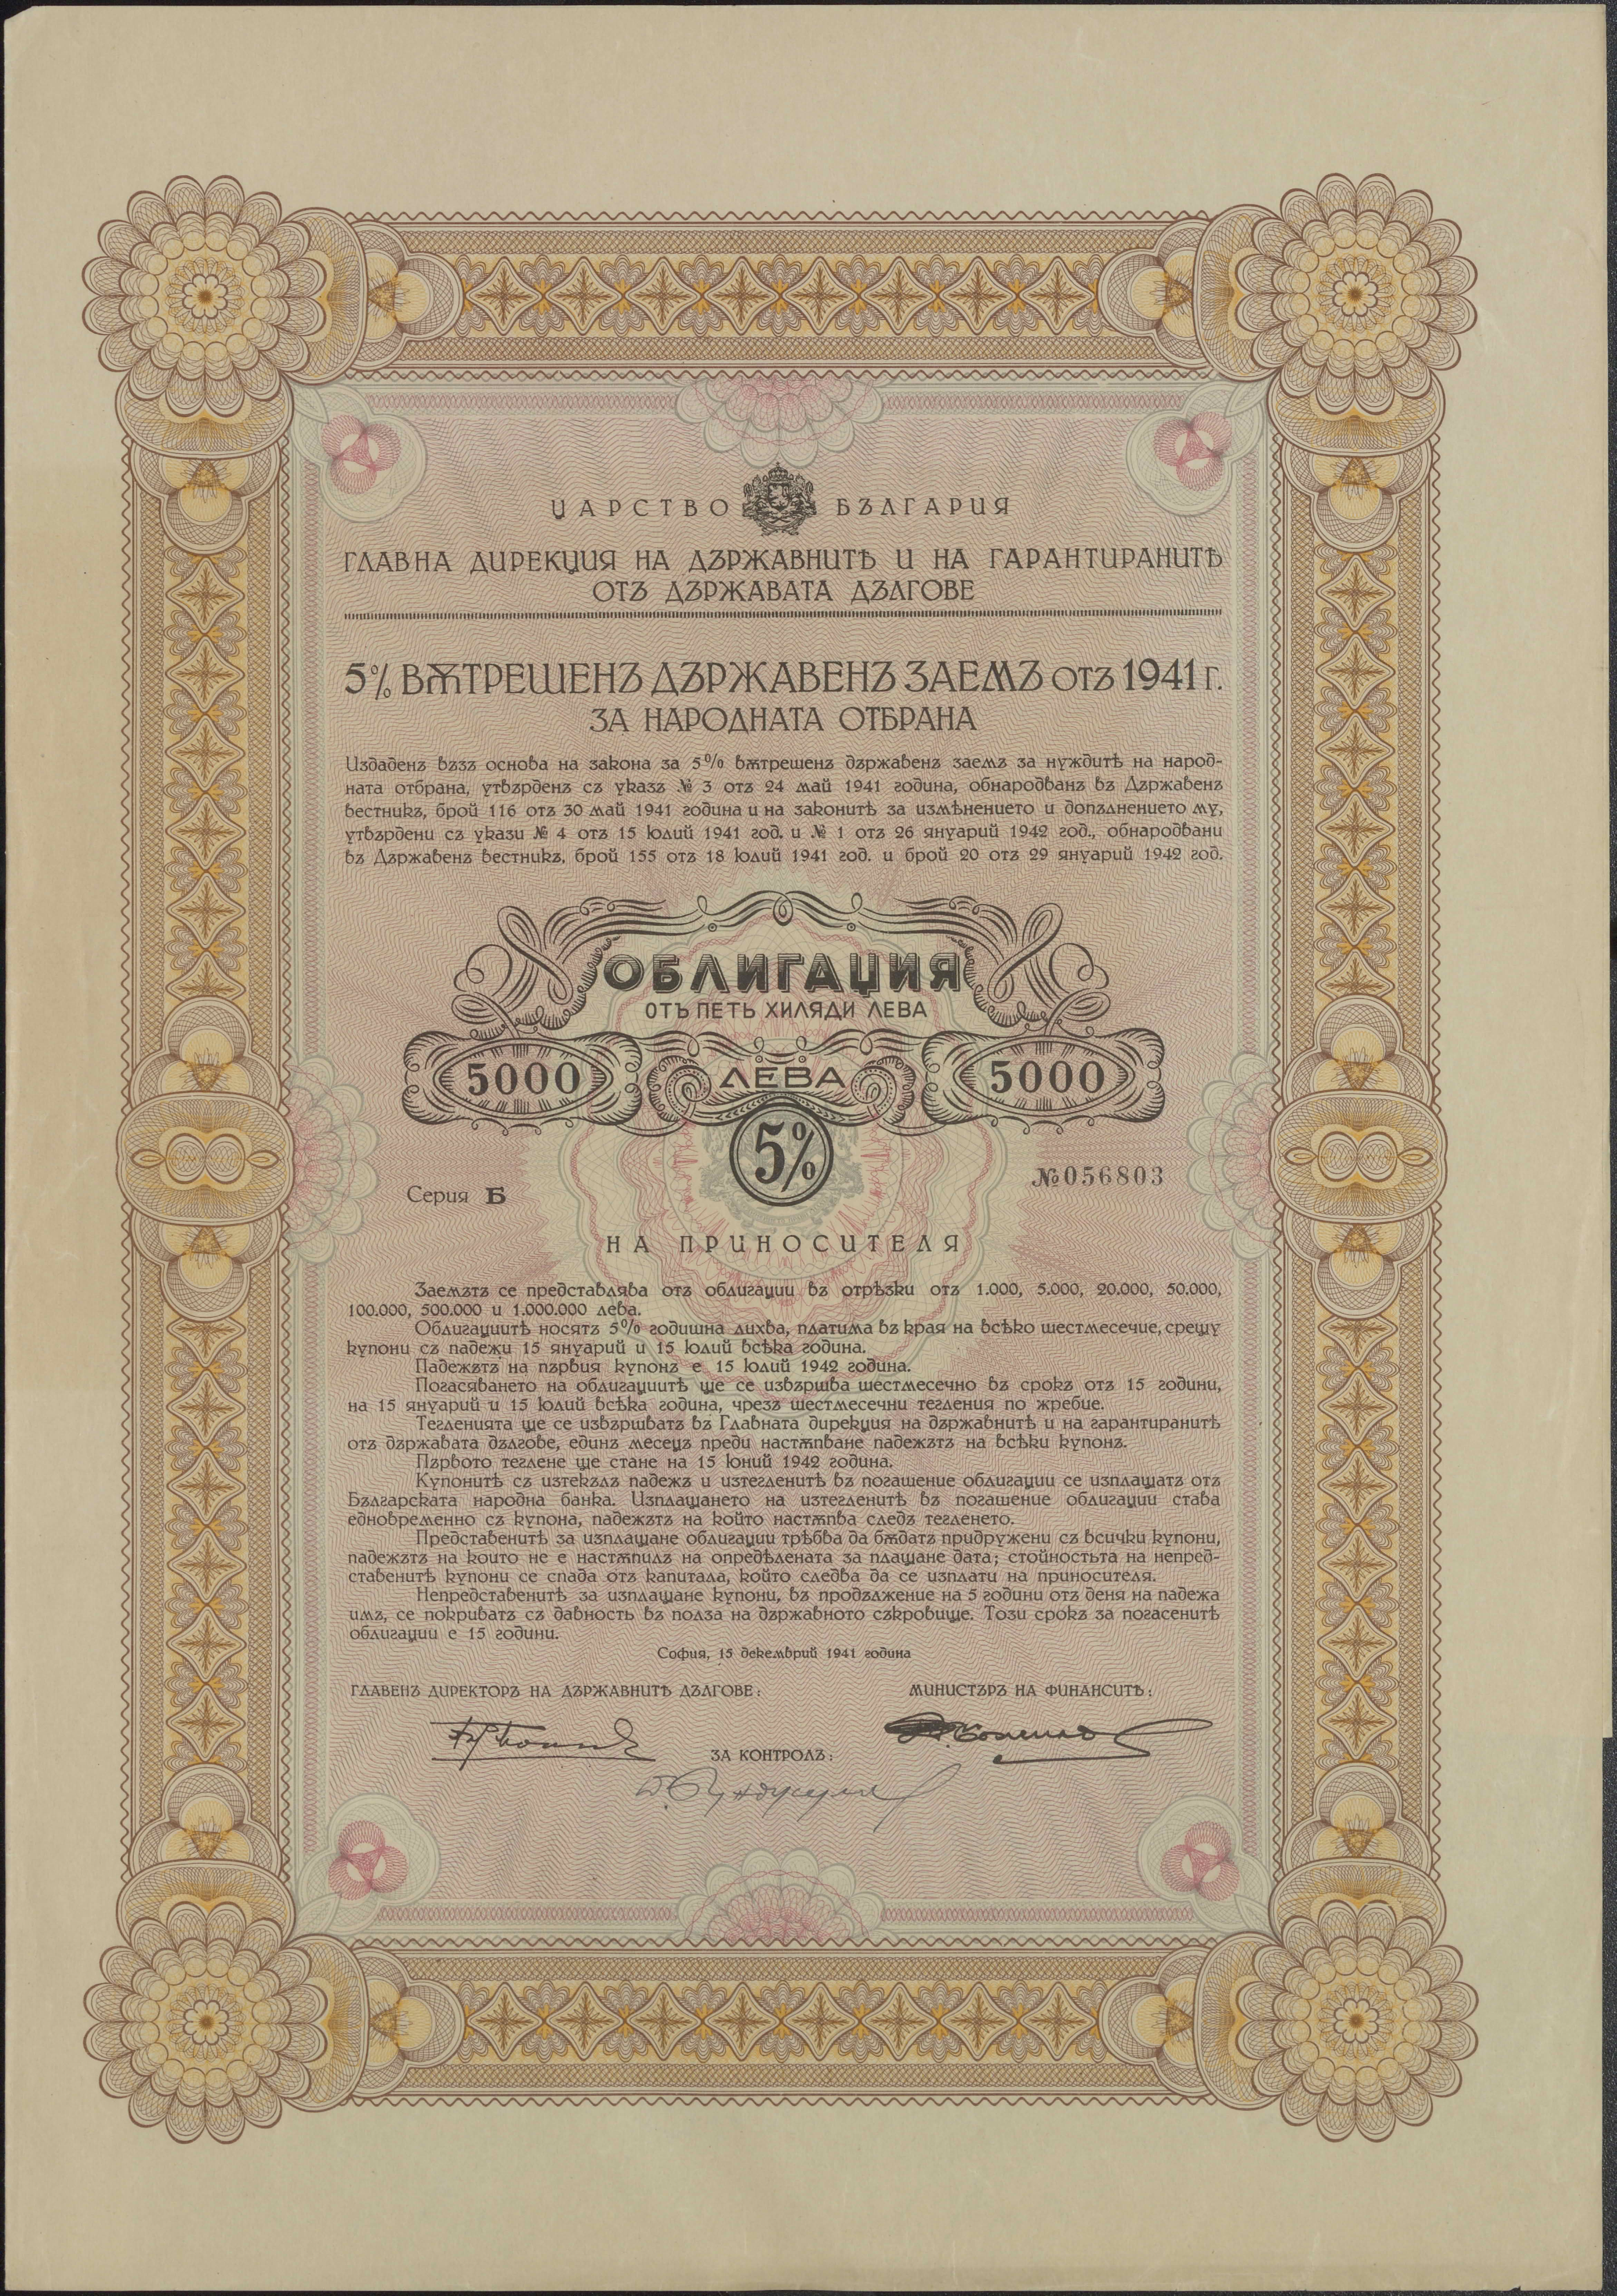 ЦАРСТВО БЪЛГАРИЯ
ГЛАВНА ДИРЕКЦИЯ НА ДЪРЖАВНИТѢ И НА ГАРАНТИРАНИТѢ
ОТЪ ДЪРЖАВАТА ДЪЛГОВЕ
5% ВѪТРЕШЕНЪ ДЪРЖАВЕНЪ ЗАЕМЪ отъ 1941 г.
ЗА НАРОДНАТА ОТБРАНА
Издаденъ възъ основа на закона за 5% вѫтрешенъ държавенъ заемъ за нуждитѣ на народ-
ната отбрана, утвърденъ съ указъ № 3 отъ 24 май 1941 година, обнародванъ въ Държавенъ
вестникъ, брой 116 отъ 30 май 1941 година и на законитѣ за измѣнението и допълнението му,
утвърдени съ укази № 4 отъ 15 юлий 1941 год. и № 1 отъ 26 януарий 1942 год., обнародвани
въ Държавенъ вестникъ, брой 155 отъ 18 юлий 1941 год. и брой 20 отъ 29 януарий 1942 год.
ОБЛИГАЦИЯ
ОТЪ ПЕТЬ ХИЛЯДИ ЛЕВА
5000 ЛЕВА 5000
5%
Серия Б №056803
НА ПРИНОСИТЕЛЯ
Заемътъ се представлява отъ облигации въ отрѣзки отъ 1.000, 5.000, 20.000, 50.000,
100.000, 500.000 и 1.000.000 лева.
Облигациитѣ носятъ 5% годишна лихва, платима въ края на всѣко шестмесечие, срещу
купони съ падежи 15 януарий и 15 юлий всѣка година.
Падежътъ на първия купонъ е 15 юлий 1942 година.
Погасяването на облигациитѣ ще се извършва шестмесечно въ срокъ отъ 15 години,
на 15 януарий и 15 юлий всѣка година, чрезъ шестмесечни тегления по жребие.
Тегленията ще се извършватъ въ Главната дирекция на държавнитѣ и на гарантиранитѣ
отъ държавата дългове, единъ месецъ преди настѫпване падежътъ на всѣки купонъ.
Първото теглене ще стане на 15 юний 1942 година.
Купонитѣ съ изтекълъ падежъ и изтегленитѣ въ погашение облигации се изплащатъ отъ
Българската народна банка. Изплащането на изтегленитѣ въ погашение облигации става
едновременно съ купона, падежътъ на който настѫпва следъ тегленето.
Представенитѣ за изплащане облигации трѣбва да бѫдатъ придружени съ всички купони,
падежътъ на които не е настѫпилъ на опредѣлената за плащане дата; стойностьта на непред-
ставенитѣ купони се спада отъ капитала, който следва да се изплати на приносителя.
Непредставенитѣ за изплащане купони, въ продължение на 5 години отъ деня на падежа
имъ, се покриватъ съ давность въ полза на държавното съкровище. Този срокъ за погасенитѣ
облигации е 15 години.
София, 15 декемврий 1941 година
ГЛАВЕНЪ ДИРЕКТОРЪ НА ДЪРЖАВНИТѢ ДЪЛГОВЕ: МИНИСТЪРЪ НА ФИНАНСИТѢ:
ЗА КОНТРОЛЪ: